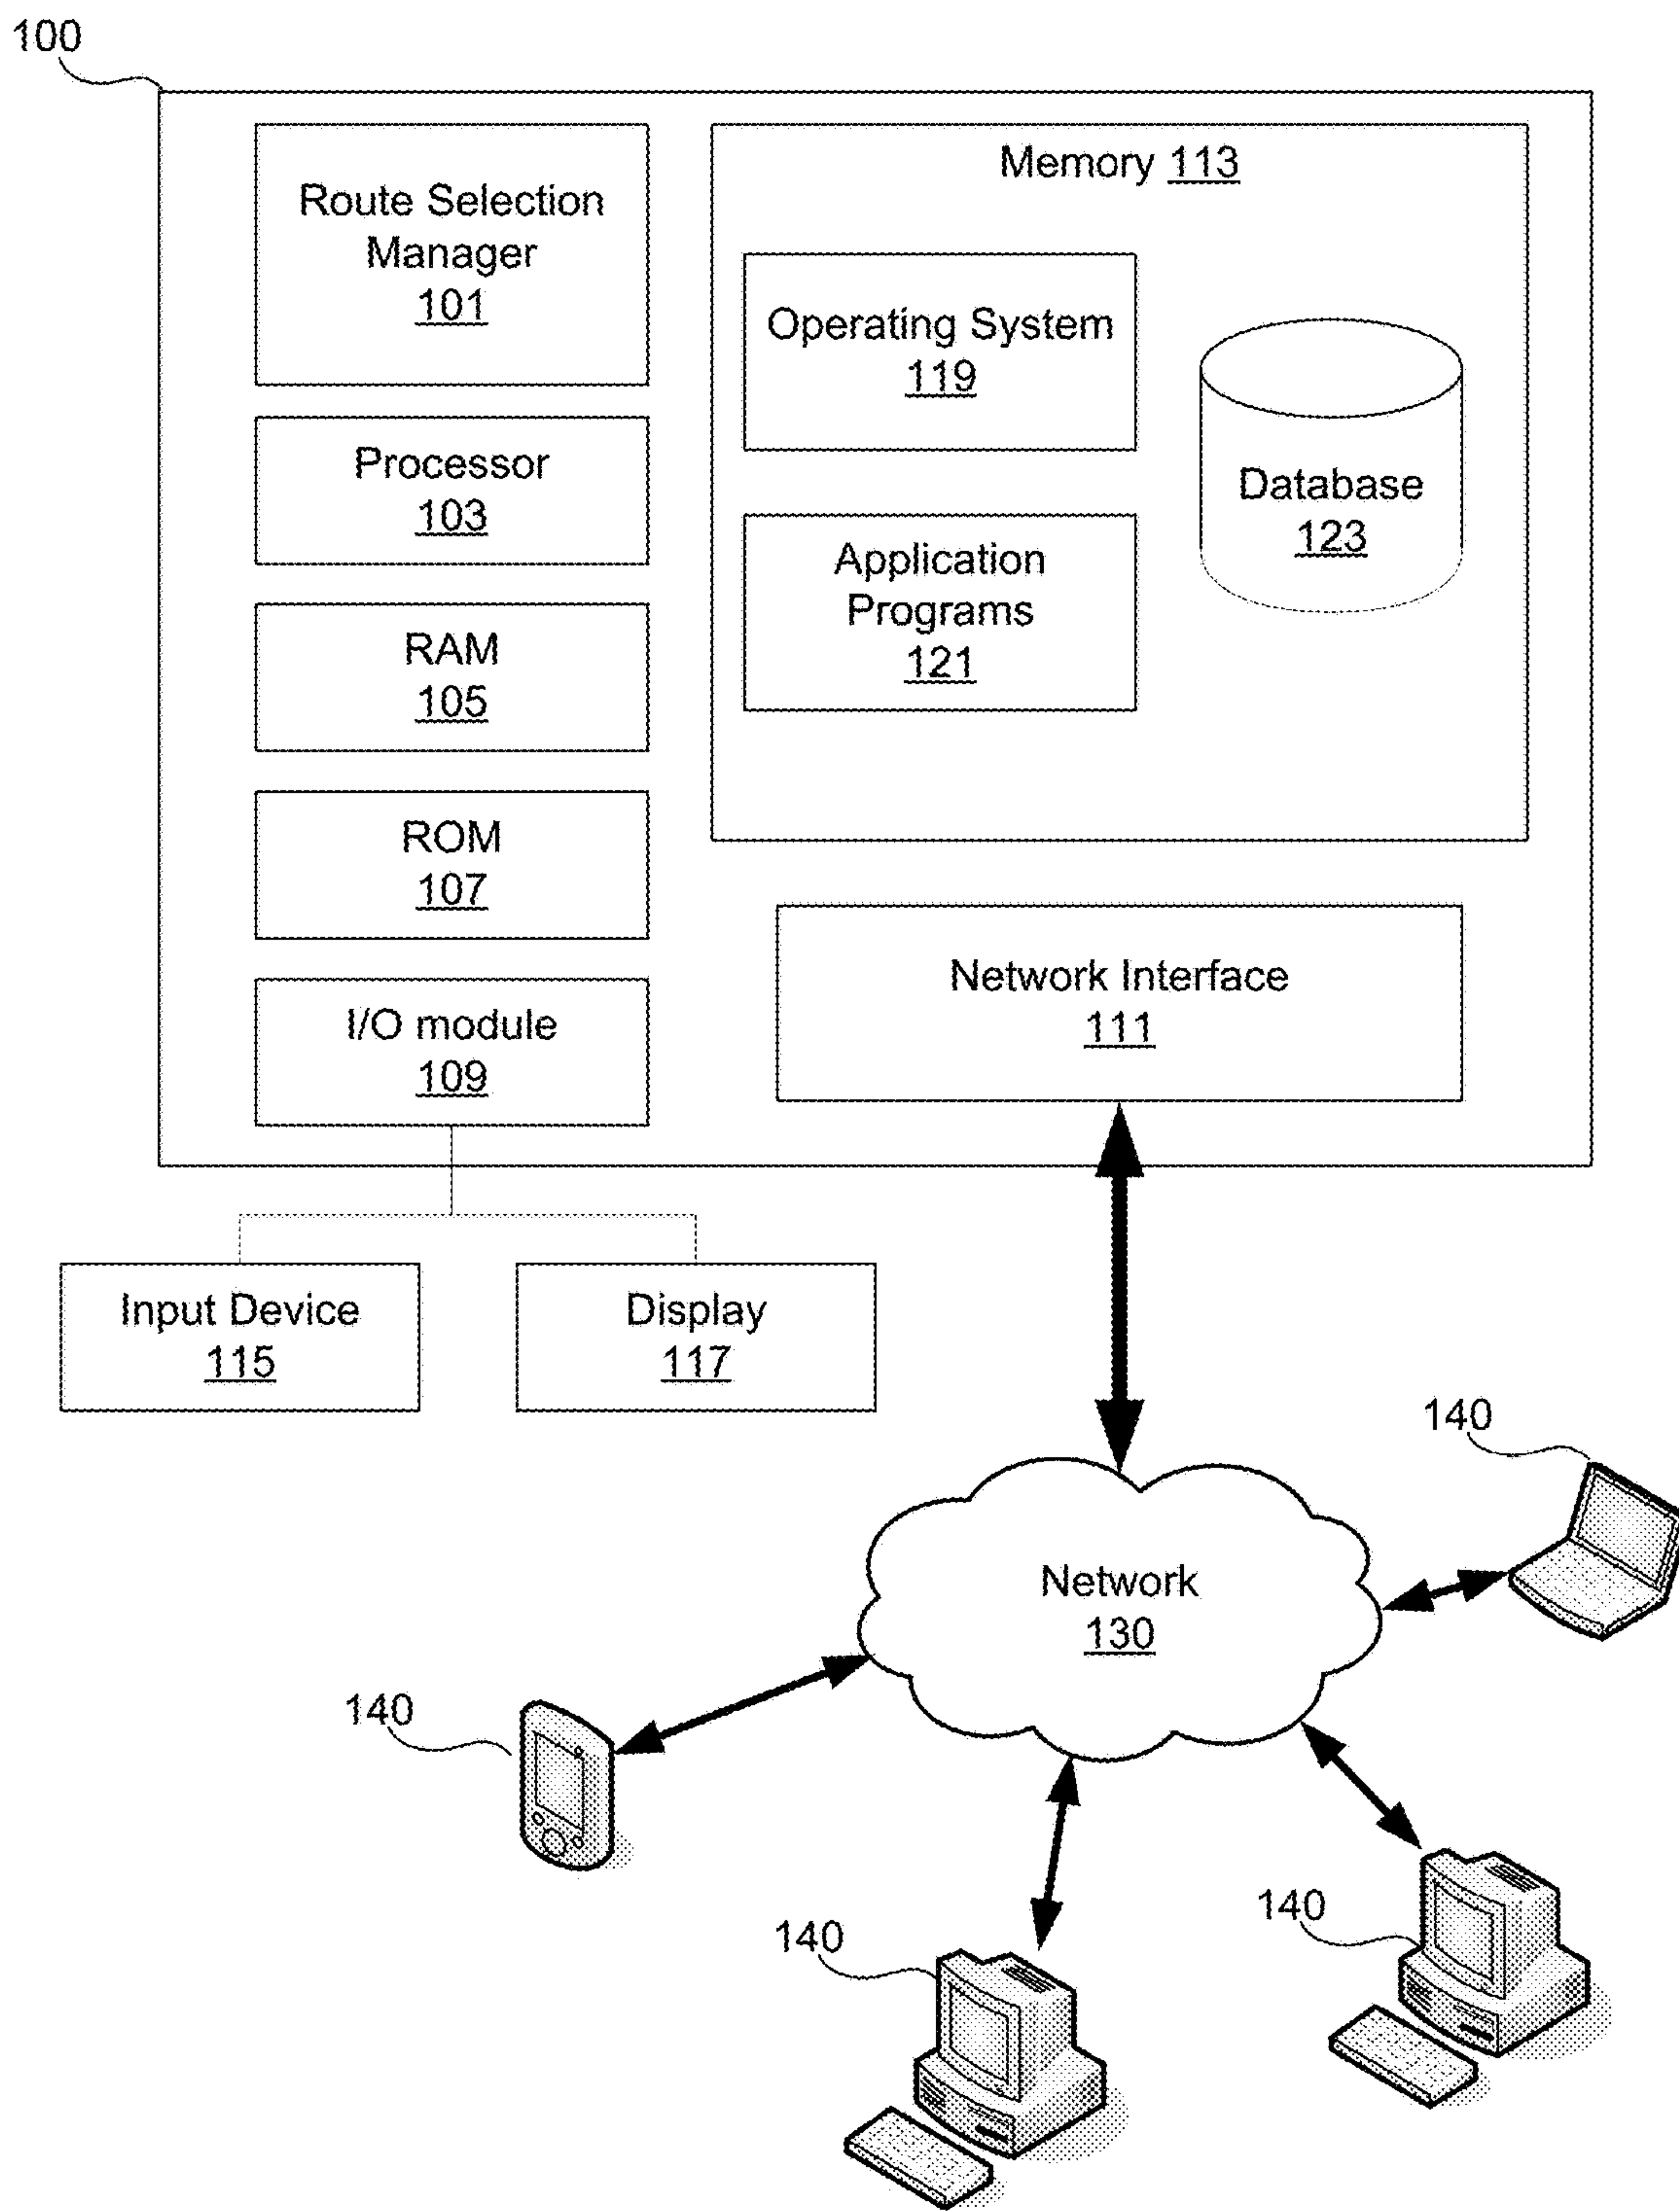 100
Route Selection
Manager
101
Processor
103
RAM
105
ROM
107
I/O module
109
Memory 113
Operating System
119
Application
Programs
121
Database
123
Network Interface
111
Input Device
115
Display
117
140
Network
130
140
140
140